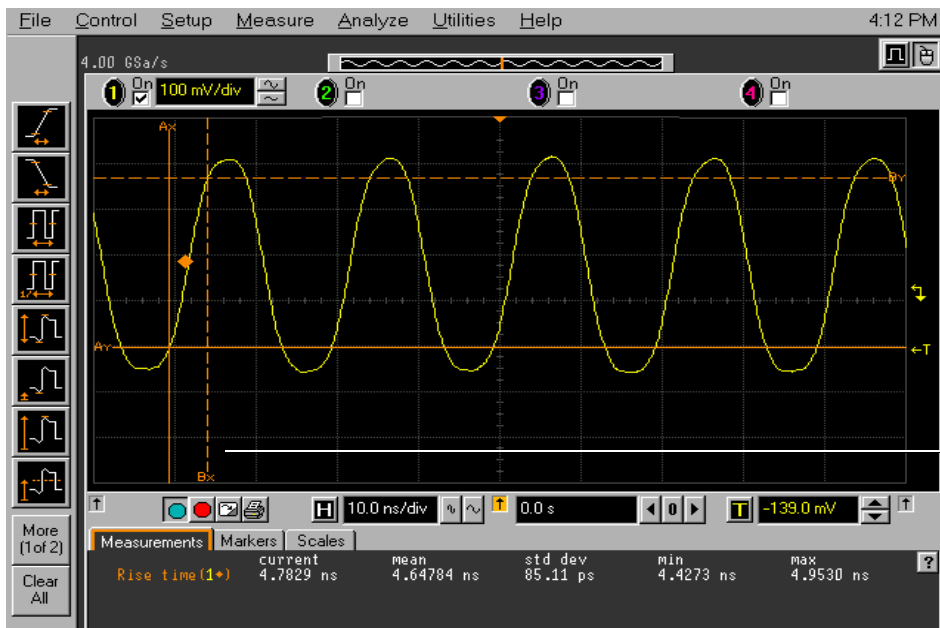 File Control Setup Measure Analyze Utilities Help 4:12 PM
4.00 GSa/s
1 On 100 mV/div 2 On 3 On 4 On
Ax
By
Ay
←T
Bx
H 10.0 ns/div 0.0 s 0 T -139.0 mV
More
(1of 2)
Clear
All
Measurements Markers Scales
current mean std dev min max
Rise time(1) 4.7829 ns 4.64784 ns 85.11 ps 4.4273 ns 4.9530 ns
?